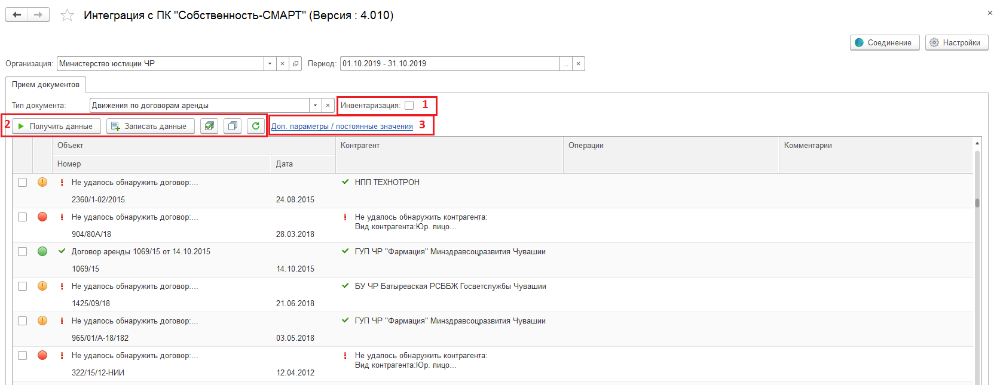 Интеграция с ПК "Собственность-СМАРТ" (Версия : 4.010)
Соединение Настройки
Организация: Министерство юстиции ЧР Период: 01.10.2019 - 31.10.2019 ...
Прием документов
Тип документа: Движения по договорам аренды Инвентаризация: 1
2 Получить данные Записать данные Доп. параметры / постоянные значения 3
Объект Контрагент Операции Комментарии
Номер Дата
Не удалось обнаружить договор:... НПП ТЕХНОТРОН
2360/1-02/2015 24.08.2015
Не удалось обнаружить договор:... Не удалось обнаружить контрагента:
Вид контрагента:Юр. лицо...
904/80А/18 28.03.2018
Договор аренды 1069/15 от 14.10.2015 ГУП ЧР "Фармация" Минздравсоцразвития Чувашии
1069/15 14.10.2015
Не удалось обнаружить договор:... БУ ЧР Батыревская РСББЖ Госветслужбы Чувашии
1425/09/18 21.06.2018
Не удалось обнаружить договор:... ГУП ЧР "Фармация" Минздравсоцразвития Чувашии
965/01/А-18/182 03.05.2018
Не удалось обнаружить договор:... Не удалось обнаружить контрагента:
Вид контрагента:Юр. лицо...
322/15/12-НИИ 12.04.2012